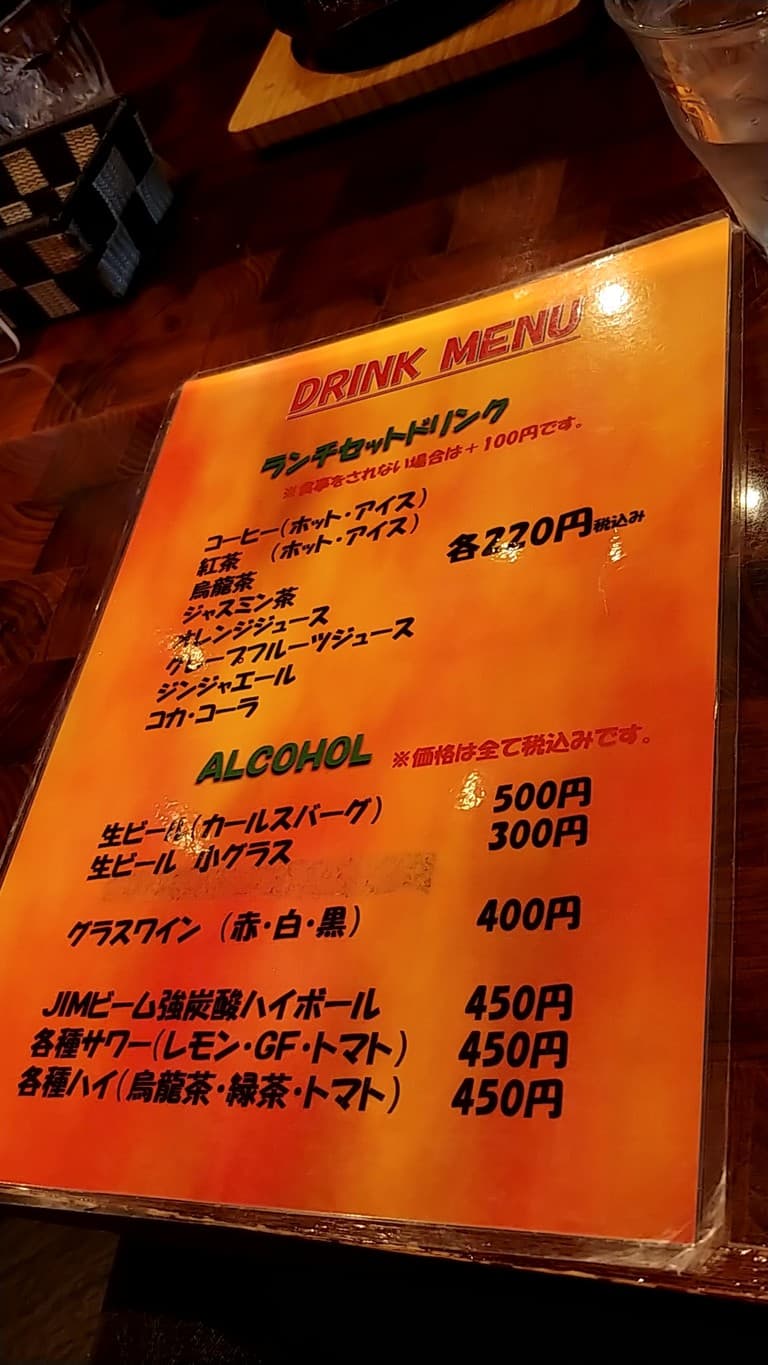 DRINK MENU
ランチセットドリンク
※食事をされない場合は＋100円です。
コーヒー(ホット・アイス)
紅茶 (ホット・アイス) 各220円税込み
烏龍茶
ジャスミン茶
オレンジジュース
グレープフルーツジュース
ジンジャエール
コカ・コーラ
ALCOHOL ※価格は全て税込みです。
生ビール(カールスバーグ) 500円
生ビール 小グラス 300円
グラスワイン (赤・白・黒) 400円
JIMビーム強炭酸ハイボール 450円
各種サワー(レモン・GF・トマト) 450円
各種ハイ(烏龍茶・緑茶・トマト) 450円